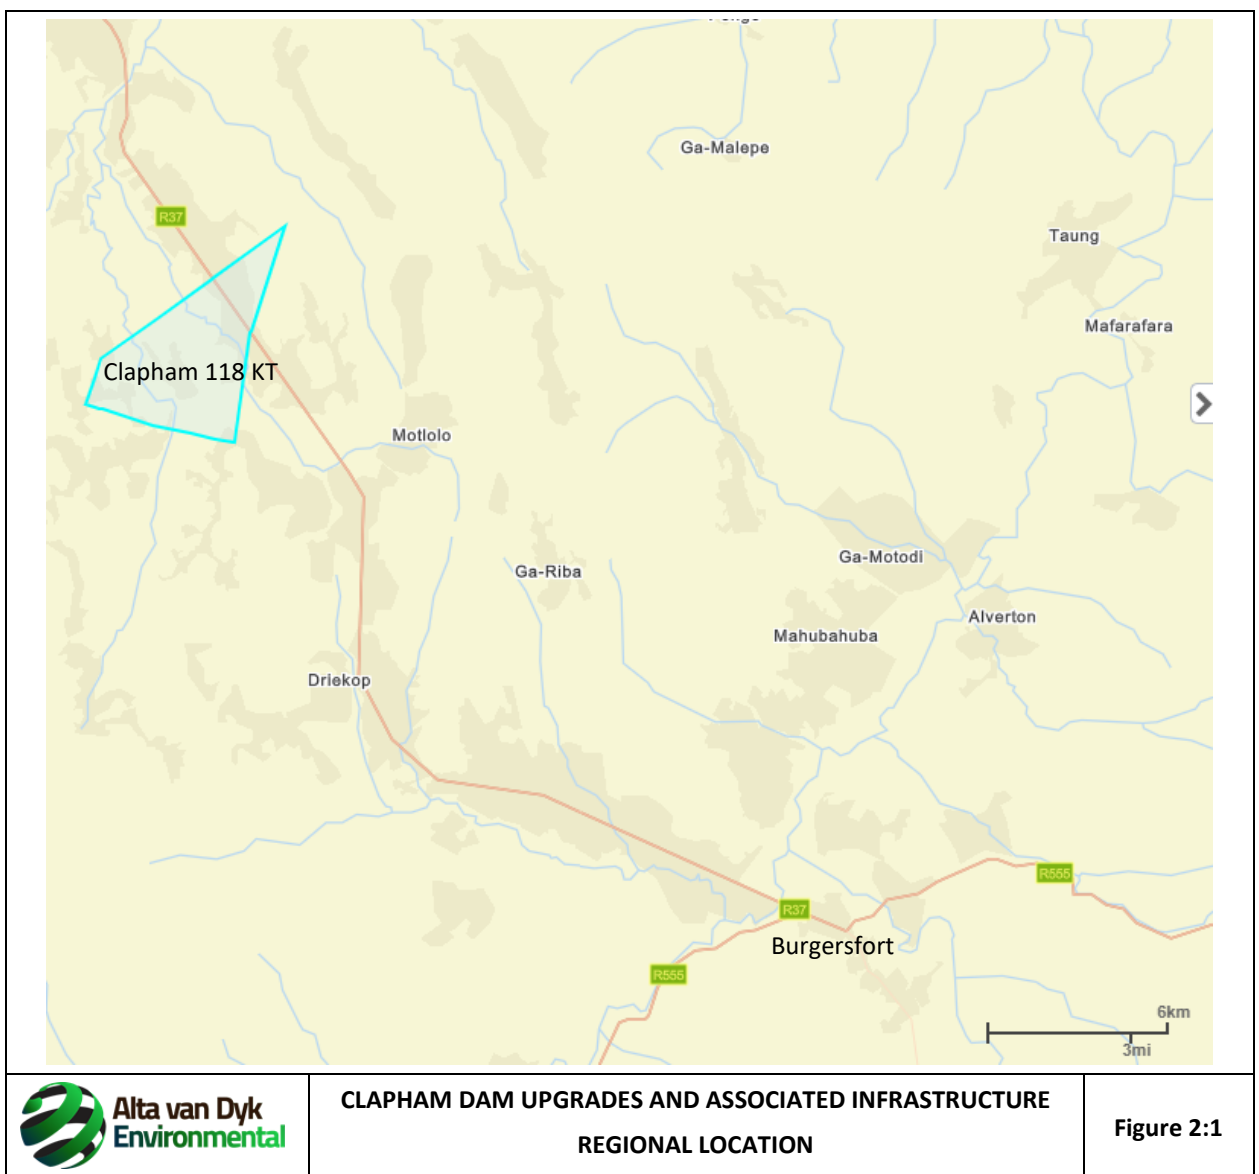 Ga-Malepe
R37
Taung
Mafarafara
Clapham 118 KT
Motlolo
Ga-Motodi
Ga-Riba
Alverton
Mahubahuba
Driekop
R555
R37
Burgersfort
R555
6km
3mi
Alta van Dyk
Environmental
CLAPHAM DAM UPGRADES AND ASSOCIATED INFRASTRUCTURE
REGIONAL LOCATION
Figure 2:1